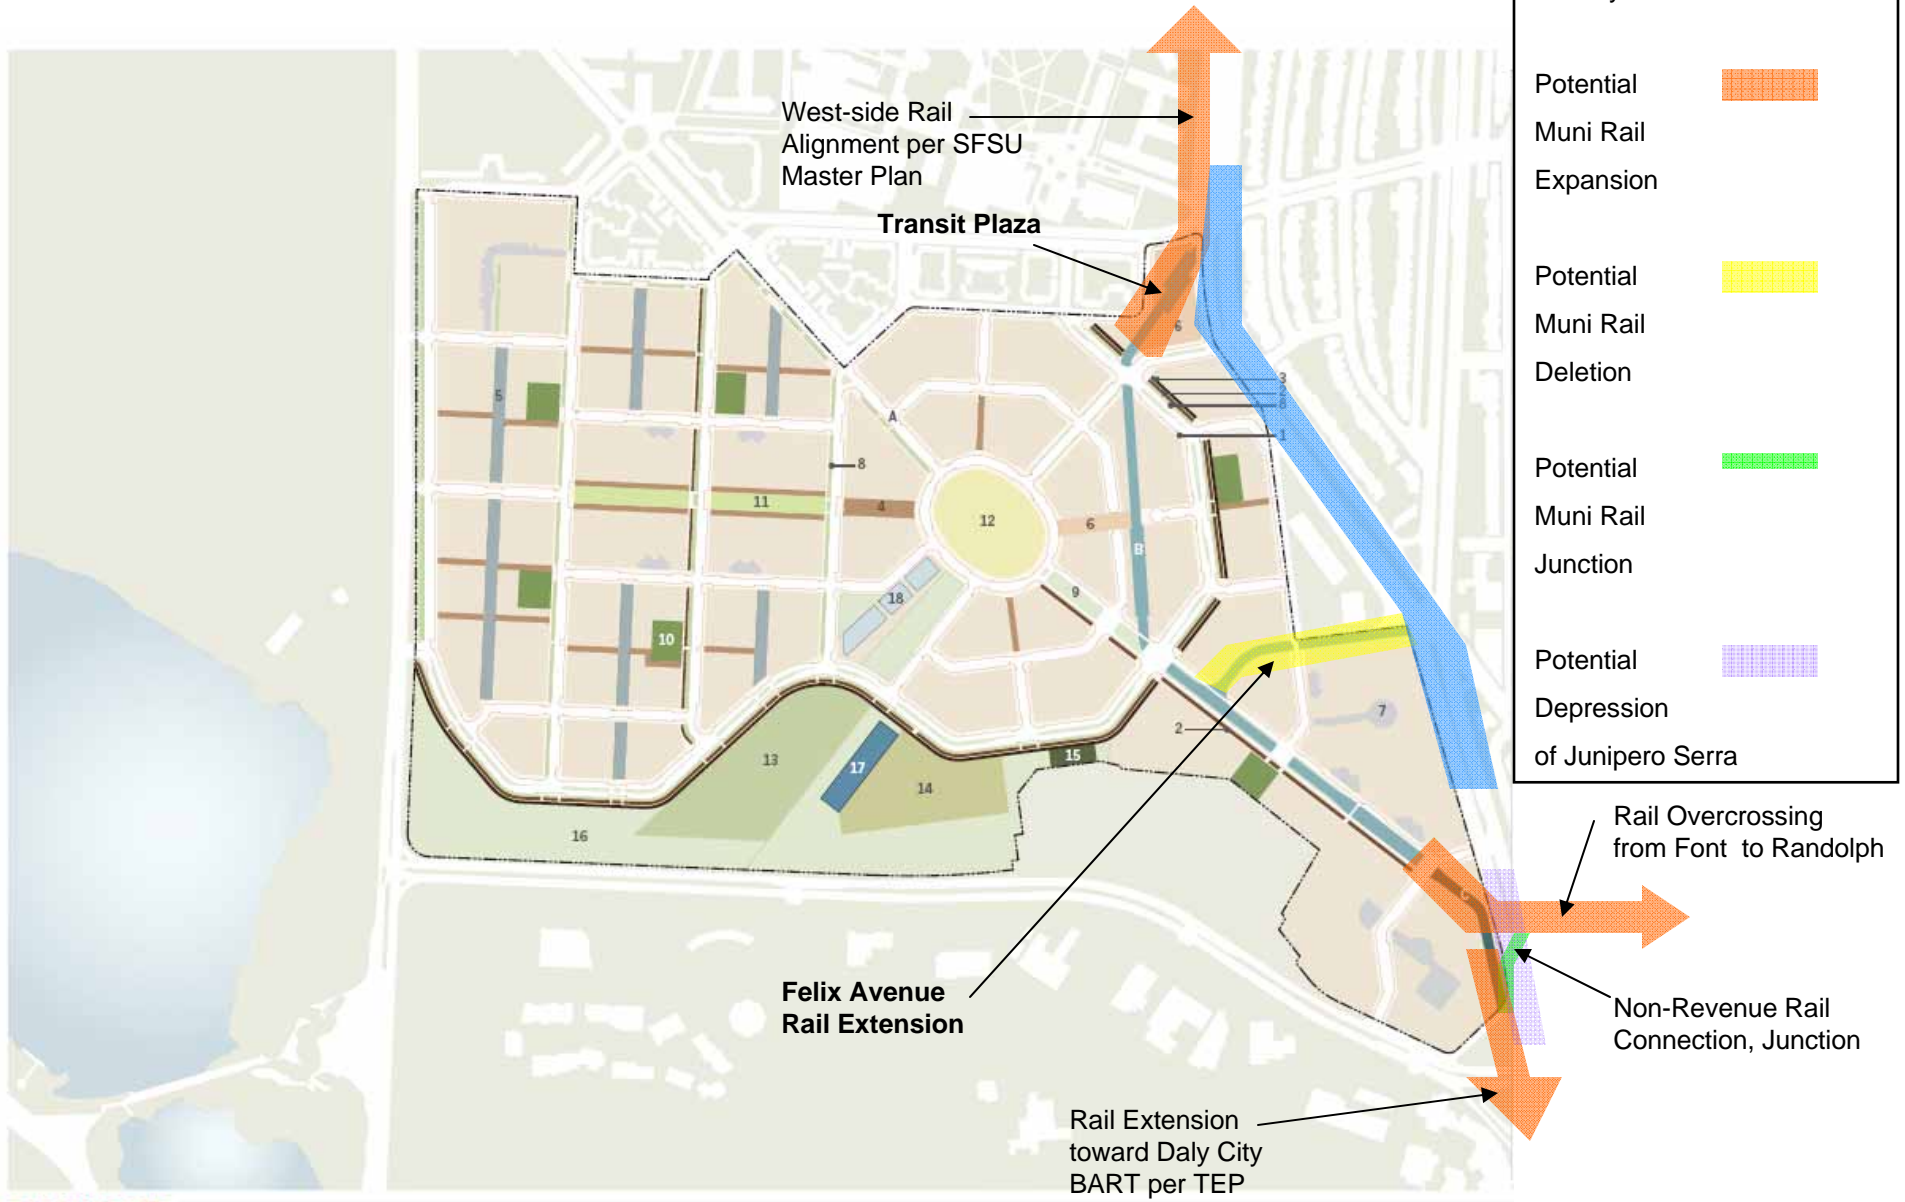 West-side Rail
Alignment per SFSU
Master Plan
Transit Plaza
Potential
Muni Rail
Expansion
Potential
Muni Rail
Deletion
Potential
Muni Rail
Junction
Potential
Depression
of Junipero Serra
6
3
2
8
1
5
A
8
11
4
12
6
B
9
18
10
7
2
13
17
15
14
16
C
Rail Overcrossing
from Font to Randolph
Felix Avenue
Rail Extension
Non-Revenue Rail
Connection, Junction
Rail Extension
toward Daly City
BART per TEP